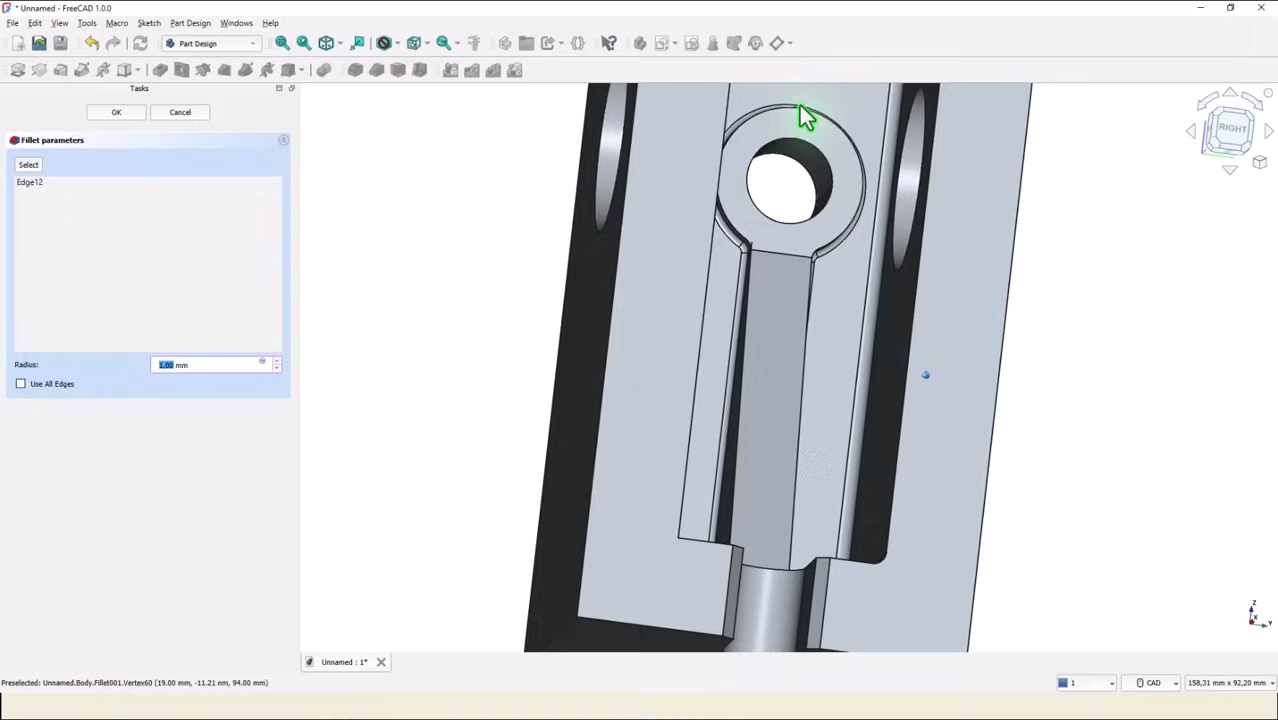 * Unnamed - FreeCAD 1.0.0
File Edit View Tools Macro Sketch Part Design Windows Help
Part Design
Tasks
OK Cancel
Fillet parameters
Select
Edge12
Radius: 1.00 mm
Use All Edges
RIGHT
Z
X
Y
Unnamed : 1*
Preselected: Unnamed.Body.Fillet001.Vertex60 (19.00 mm, -11.21 mm, 94.00 mm)
1 CAD 158,31 mm x 92,20 mm